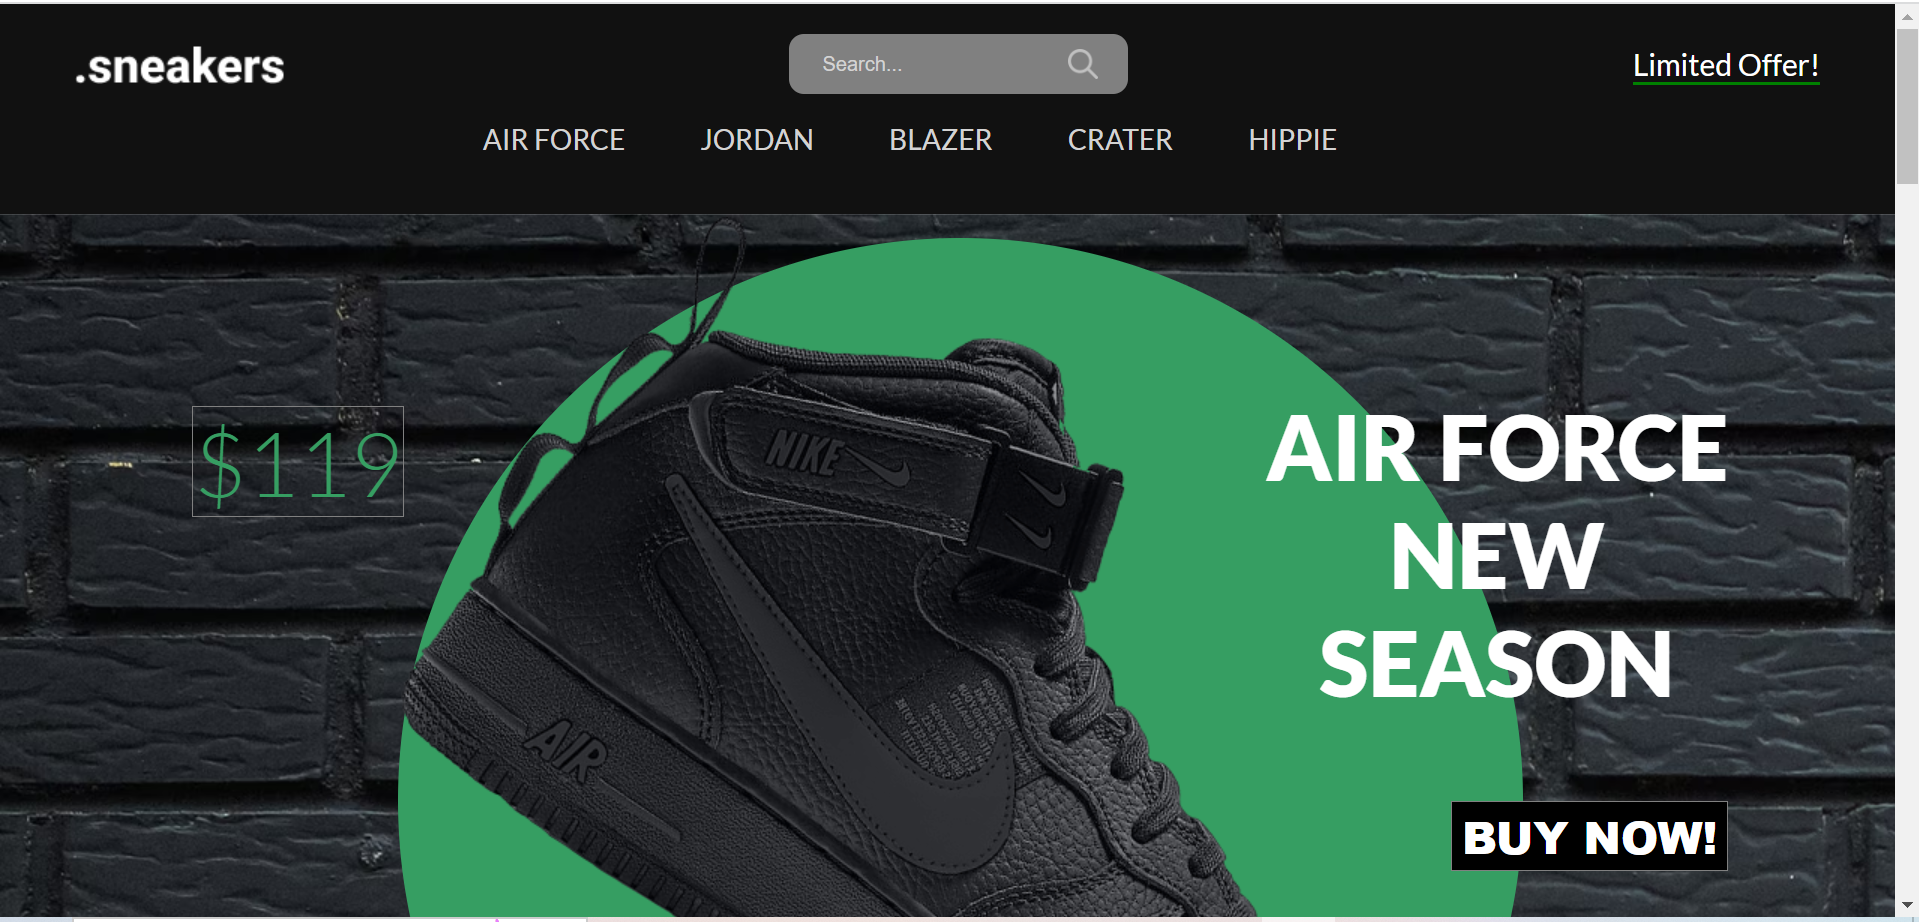 .sneakers
Search...
Limited Offer!
AIR FORCE
JORDAN
BLAZER
CRATER
HIPPIE
$119
AIR FORCE
NEW
SEASON
NIKE
AIR
BUY NOW!